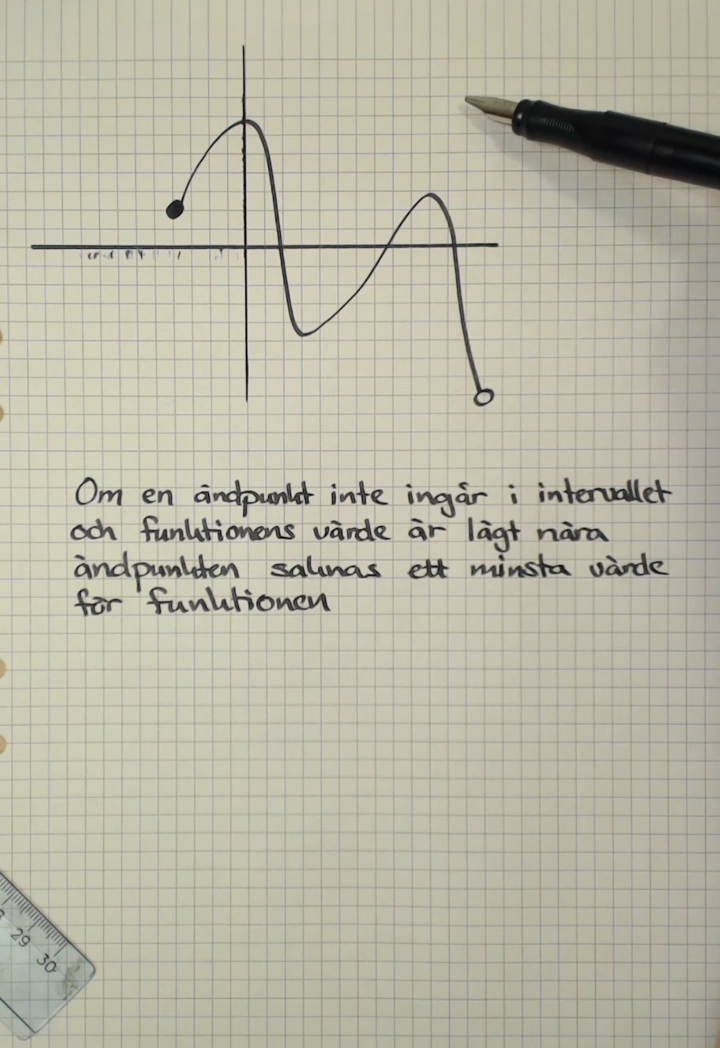 Om en ändpunkt inte ingår i intervallet
och funktionens värde är lågt nära
ändpunkten saknas ett minsta värde
för funktionen
29
30